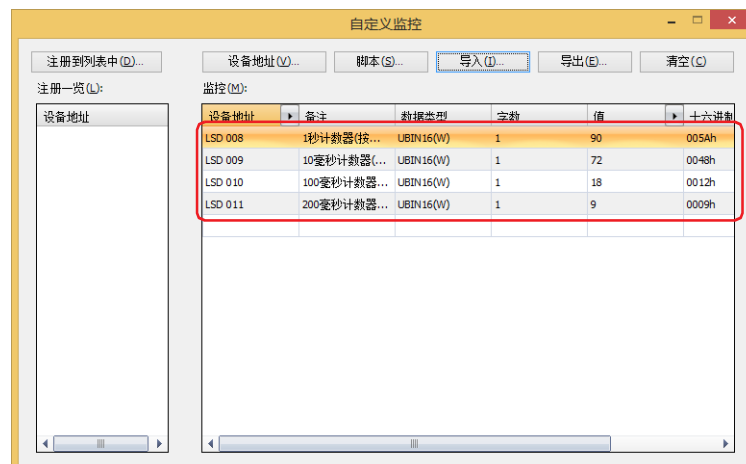 自定义监控
注册到列表中(D)... 设备地址(V)... 脚本(S)... 导入(I)... 导出(E)... 清空(C)
注册一览(L): 监控(M):
设备地址 设备地址 备注 数据类型 字数 值 十六进制
LSD 008 1秒计数器(按... UBIN16(W) 1 90 005Ah
LSD 009 10毫秒计数器(... UBIN16(W) 1 72 0048h
LSD 010 100毫秒计数器... UBIN16(W) 1 18 0012h
LSD 011 200毫秒计数器... UBIN16(W) 1 9 0009h